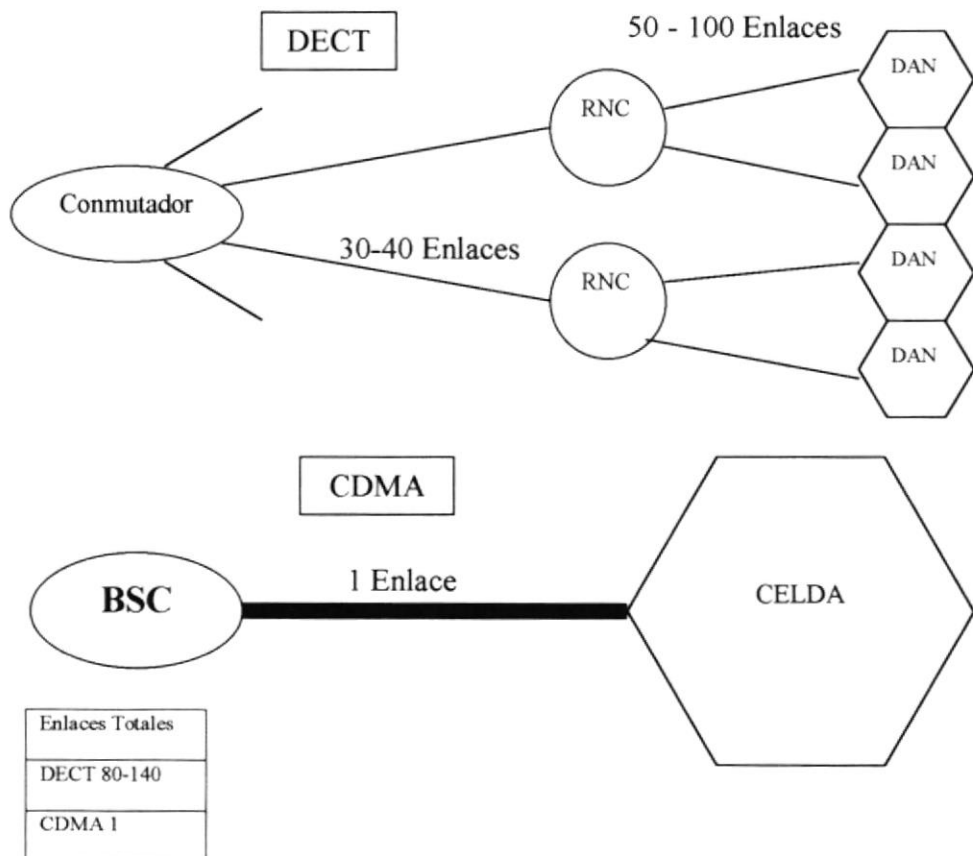 DECT
50 - 100 Enlaces
DAN
RNC
DAN
Conmutador
30-40 Enlaces
DAN
RNC
DAN
CDMA
1 Enlace
BSC
CELDA
Enlaces Totales
DECT 80-140
CDMA 1